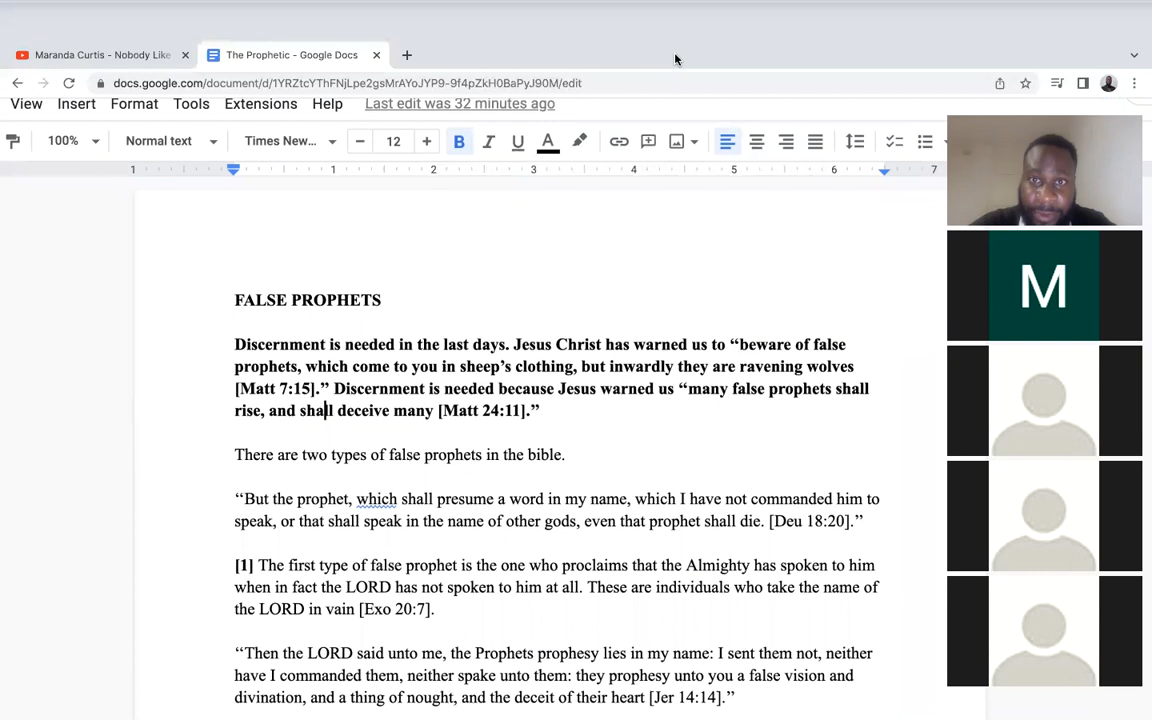 Maranda Curtis - Nobody Like
The Prophetic - Google Docs
docs.google.com/document/d/1YRZtcYThFNjLpe2gsMrAYoJYP9-9f4pZkH0BaPyJ90M/edit
View Insert Format Tools Extensions Help Last edit was 32 minutes ago
100% Normal text Times New... 12 B I U A
1 1 2 3 4 5 6 7
FALSE PROPHETS
Discernment is needed in the last days. Jesus Christ has warned us to “beware of false
prophets, which come to you in sheep’s clothing, but inwardly they are ravening wolves
[Matt 7:15].” Discernment is needed because Jesus warned us “many false prophets shall
rise, and shall deceive many [Matt 24:11].”
There are two types of false prophets in the bible.
“But the prophet, which shall presume a word in my name, which I have not commanded him to
speak, or that shall speak in the name of other gods, even that prophet shall die. [Deu 18:20].”
[1] The first type of false prophet is the one who proclaims that the Almighty has spoken to him
when in fact the LORD has not spoken to him at all. These are individuals who take the name of
the LORD in vain [Exo 20:7].
“Then the LORD said unto me, the Prophets prophesy lies in my name: I sent them not, neither
have I commanded them, neither spake unto them: they prophesy unto you a false vision and
divination, and a thing of nought, and the deceit of their heart [Jer 14:14].”
M